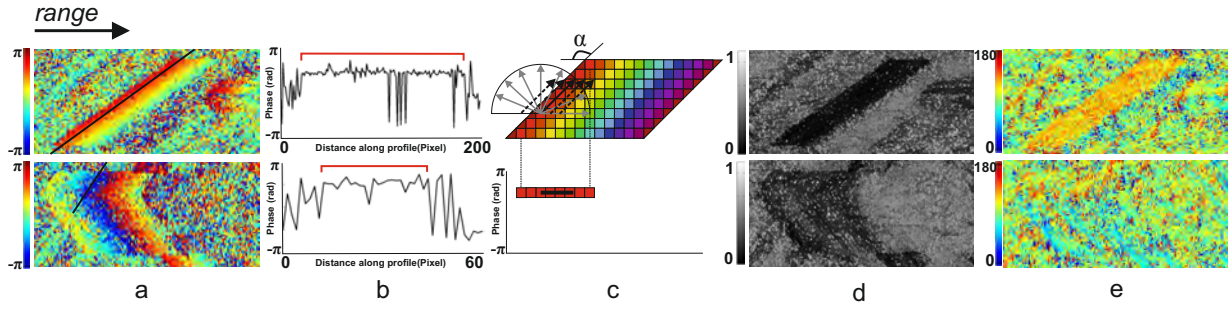 range
π
-π
π
-π
π
Phase (rad)
-π
0
200
Distance along profile(Pixel)
π
Phase (rad)
-π
0
60
Distance along profile(Pixel)
α
π
Phase (rad)
-π
1
0
0
1
180
0
180
0
a
b
c
d
e